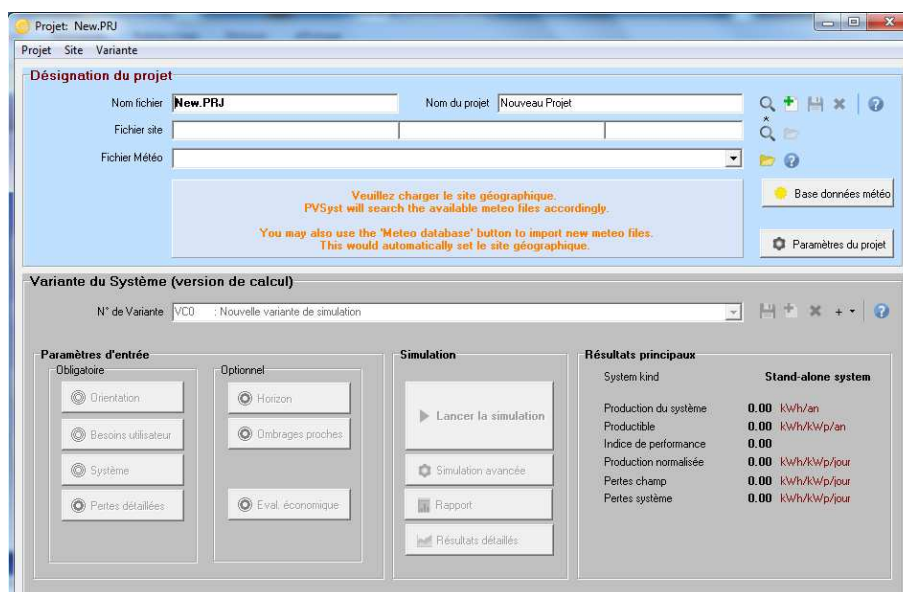 Projet: New.PRJ
Projet Site Variante
Désignation du projet
Nom fichier New.PRJ Nom du projet Nouveau Projet
Fichier site
Fichier Météo
Veuillez charger le site géographique.
PVSyst will search the available meteo files accordingly.
You may also use the 'Meteo database' button to import new meteo files.
This would automatically set le site géographique.
Base données météo
Paramètres du projet
Variante du Système (version de calcul)
N° de Variante VC0 : Nouvelle variante de simulation
Paramètres d'entrée
Obligatoire
Orientation
Besoins utilisateur
Système
Pertes détaillées
Optionnel
Horizon
Ombrages proches
Eval. économique
Simulation
Lancer la simulation
Simulation avancée
Rapport
Résultats détaillés
Résultats principaux
System kind Stand-alone system
Production du système 0.00 kWh/an
Productible 0.00 kWh/kWp/an
Indice de performance 0.00
Production normalisée 0.00 kWh/kWp/jour
Pertes champ 0.00 kWh/kWp/jour
Pertes système 0.00 kWh/kWp/jour